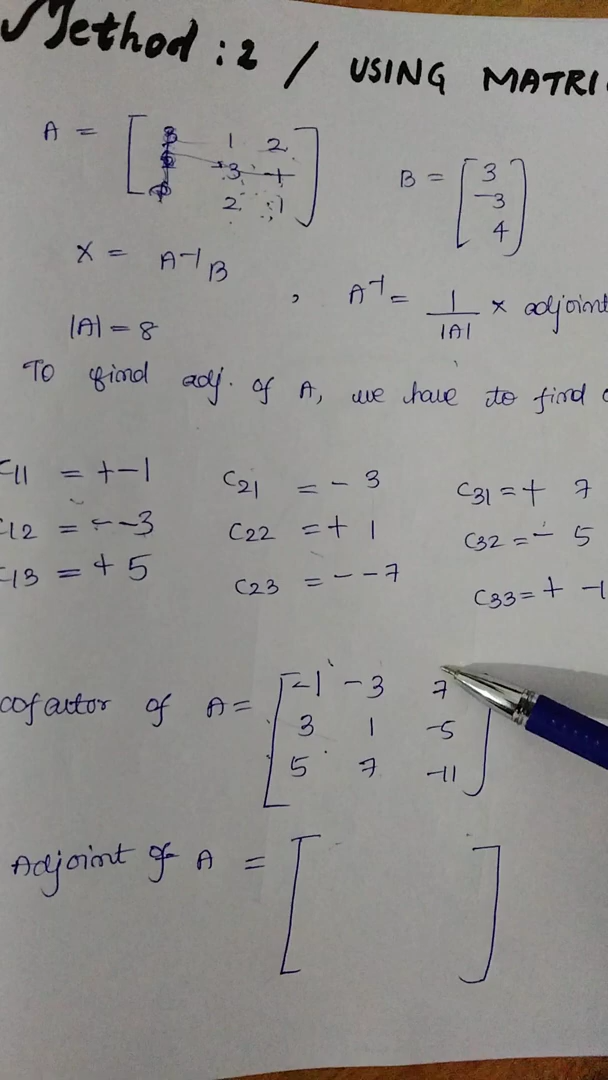 Method : 2 / USING MATRI
A = [ 3 1 2
-3 -1
2 1 ]
B = [ 3
-3
4 ]
X = A⁻¹B , A⁻¹ = 1/|A| × adjoint
|A| = 8
To find adj. of A, we have to find
C11 = + -1 C21 = - 3 C31 = + 7
C12 = - -3 C22 = + 1 C32 = - 5
C13 = + 5 C23 = - -7 C33 = + -1
cofactor of A = [ -1 -3 7
3 1 -5
5 7 -11 ]
Adjoint of A = [ ]